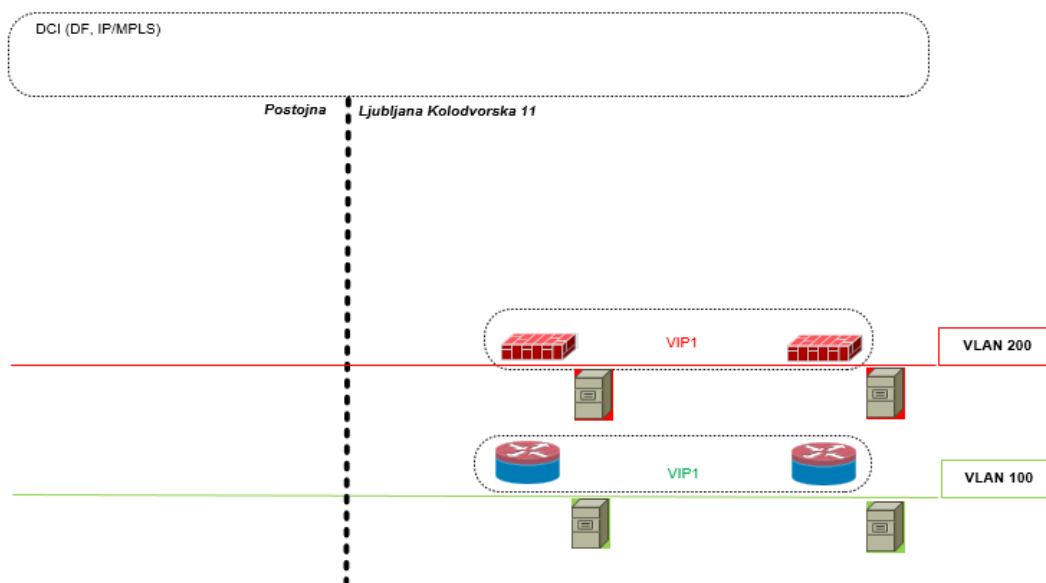 DCI (DF, IP/MPLS)
Postojna
Ljubljana Kolodvorska 11
VIP1
VLAN 200
VIP1
VLAN 100